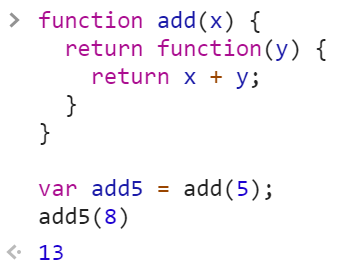 > function add(x) {
  return function(y) {
    return x + y;
  }
}

var add5 = add(5);
add5(8)
<· 13